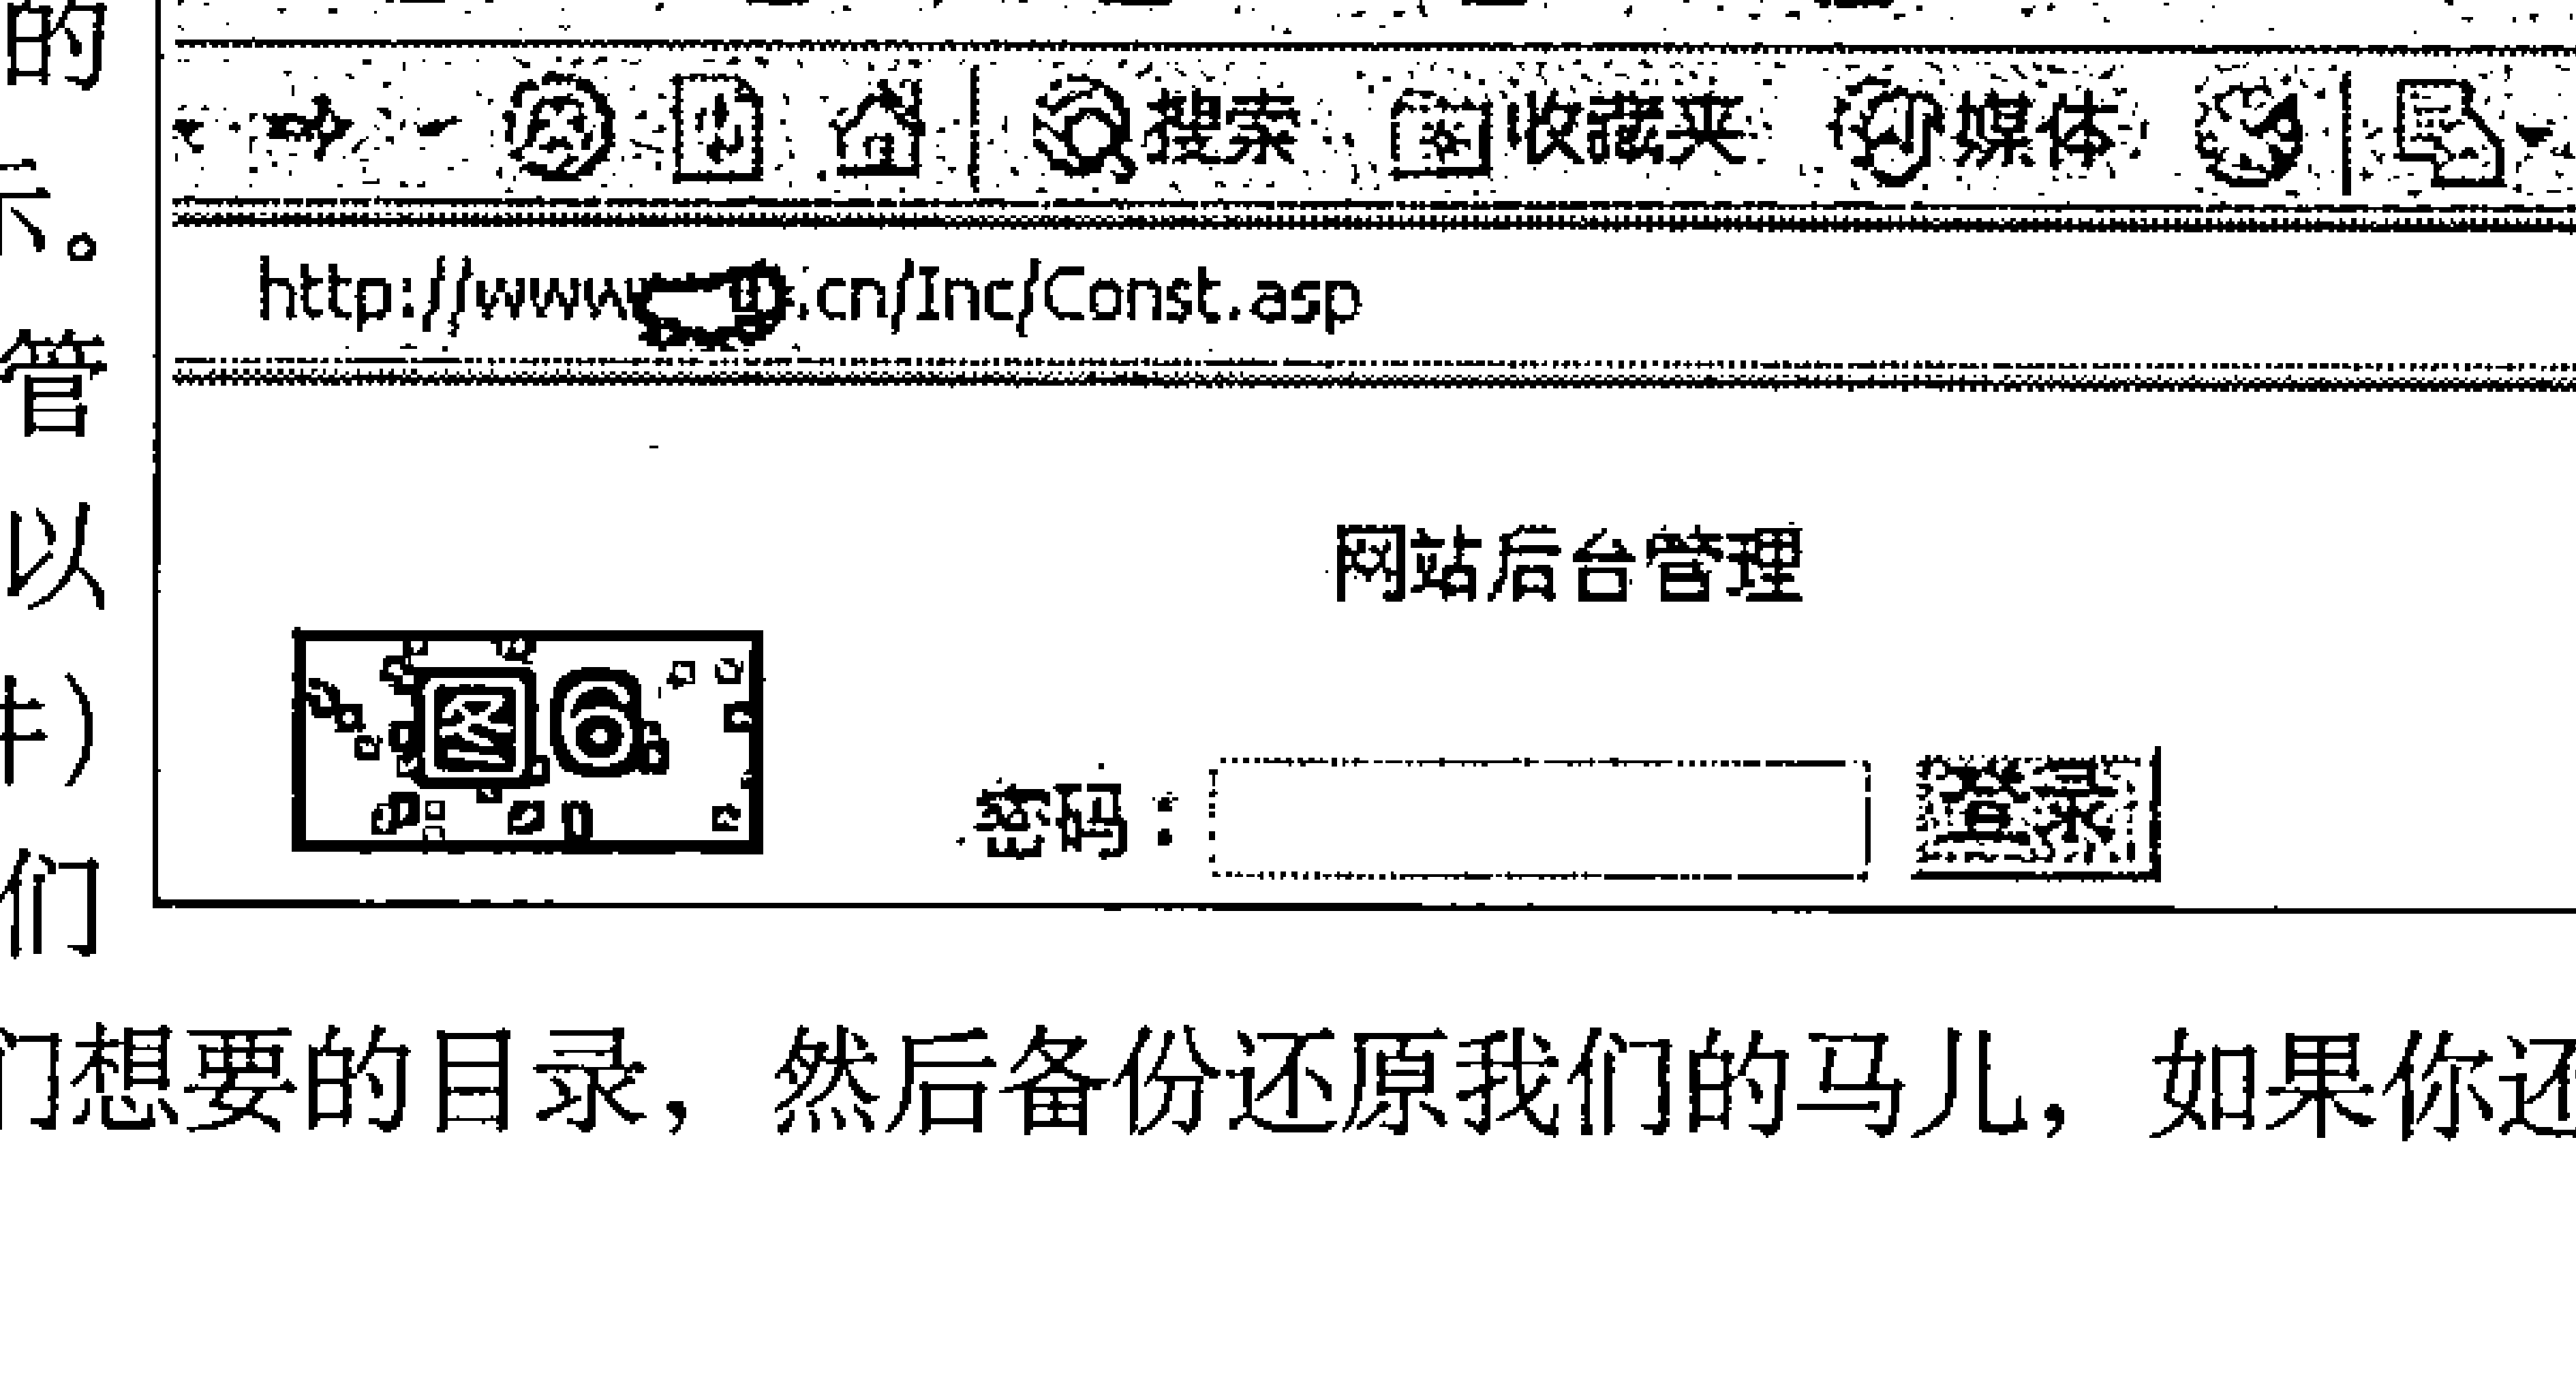 的
示。
搜索 收藏夹 媒体
http://www .cn/Inc/Const.asp
管
以
网站后台管理
图6
件)
密码： 登录
们
们想要的目录，然后备份还原我们的马儿，如果你还